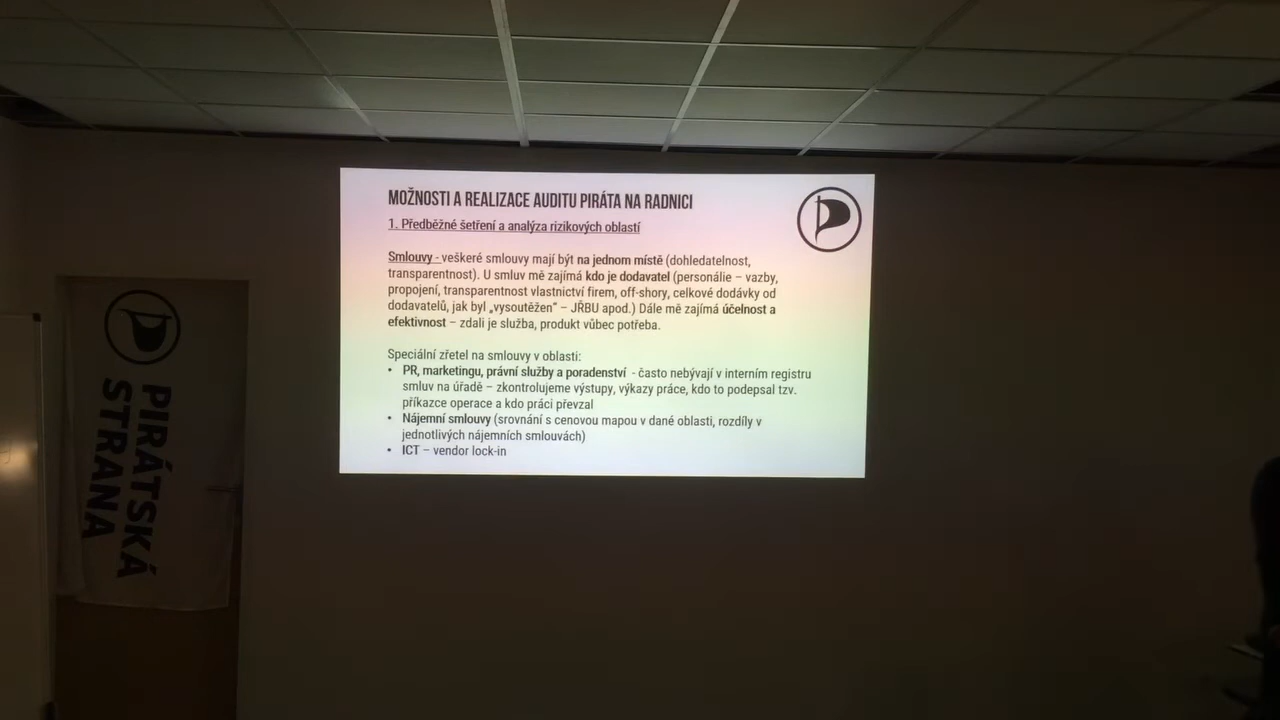 MOŽNOSTI A REALIZACE AUDITU PIRÁTA NA RADNICI
1. Předběžné šetření a analýza rizikových oblastí
Smlouvy - veškeré smlouvy mají být na jednom místě (dohledatelnost,
transparentnost). U smluv mě zajímá kdo je dodavatel (personálie – vazby,
propojení, transparentnost vlastnictví firem, off-shory, celkové dodávky od
dodavatelů, jak byl „vysoutěžen“ – JŘBU apod.) Dále mě zajímá účelnost a
efektivnost – zdali je služba, produkt vůbec potřeba.
Speciální zřetel na smlouvy v oblasti:
• PR, marketingu, právní služby a poradenství - často nebývají v interním registru
smluv na úřadě – zkontrolujeme výstupy, výkazy práce, kdo to podepsal tzv.
příkazce operace a kdo práci převzal
• Nájemní smlouvy (srovnání s cenovou mapou v dané oblasti, rozdíly v
jednotlivých nájemních smlouvách)
• ICT – vendor lock-in
PIRÁTSKÁ
STRANA